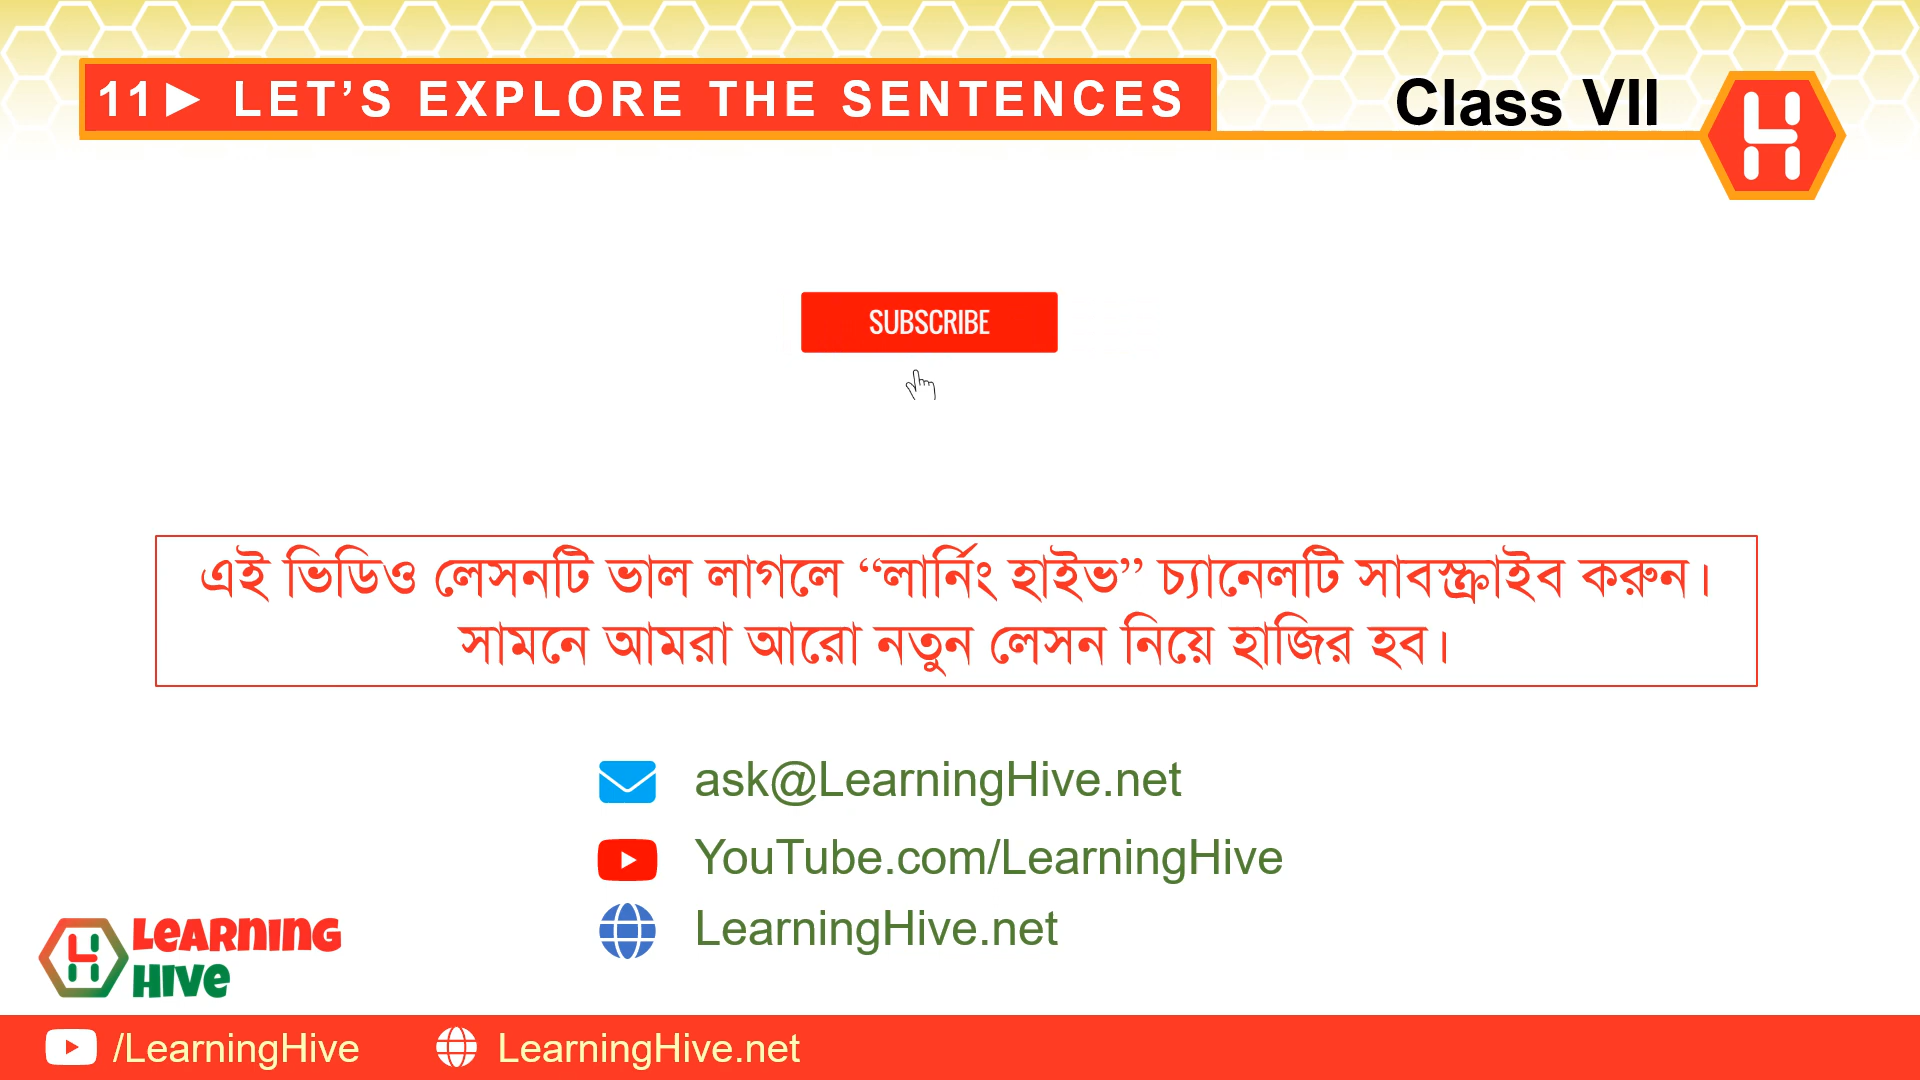 11► LET’S EXPLORE THE SENTENCES
Class VII
SUBSCRIBE
এই ভিডিও লেসনটি ভাল লাগলে “লার্নিং হাইভ” চ্যানেলটি সাবস্ক্রাইব করুন।
সামনে আমরা আরো নতুন লেসন নিয়ে হাজির হব।
ask@LearningHive.net
YouTube.com/LearningHive
LearningHive.net
LEARNING
HIVE
/LearningHive
LearningHive.net